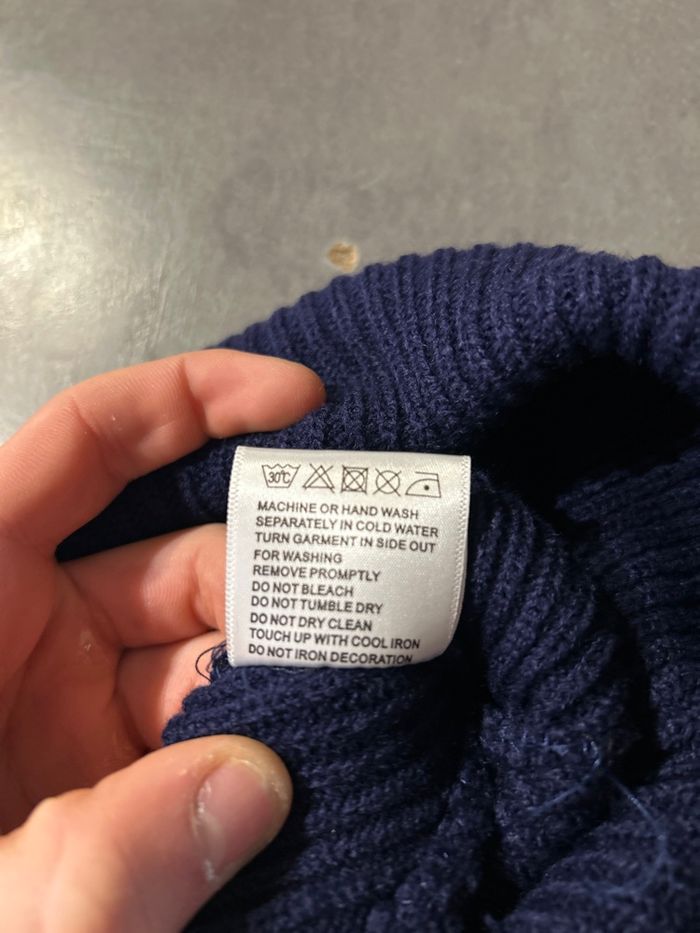 30℃
MACHINE OR HAND WASH
SEPARATELY IN COLD WATER
TURN GARMENT IN SIDE OUT
FOR WASHING
REMOVE PROMPTLY
DO NOT BLEACH
DO NOT TUMBLE DRY
DO NOT DRY CLEAN
TOUCH UP WITH COOL IRON
DO NOT IRON DECORATION